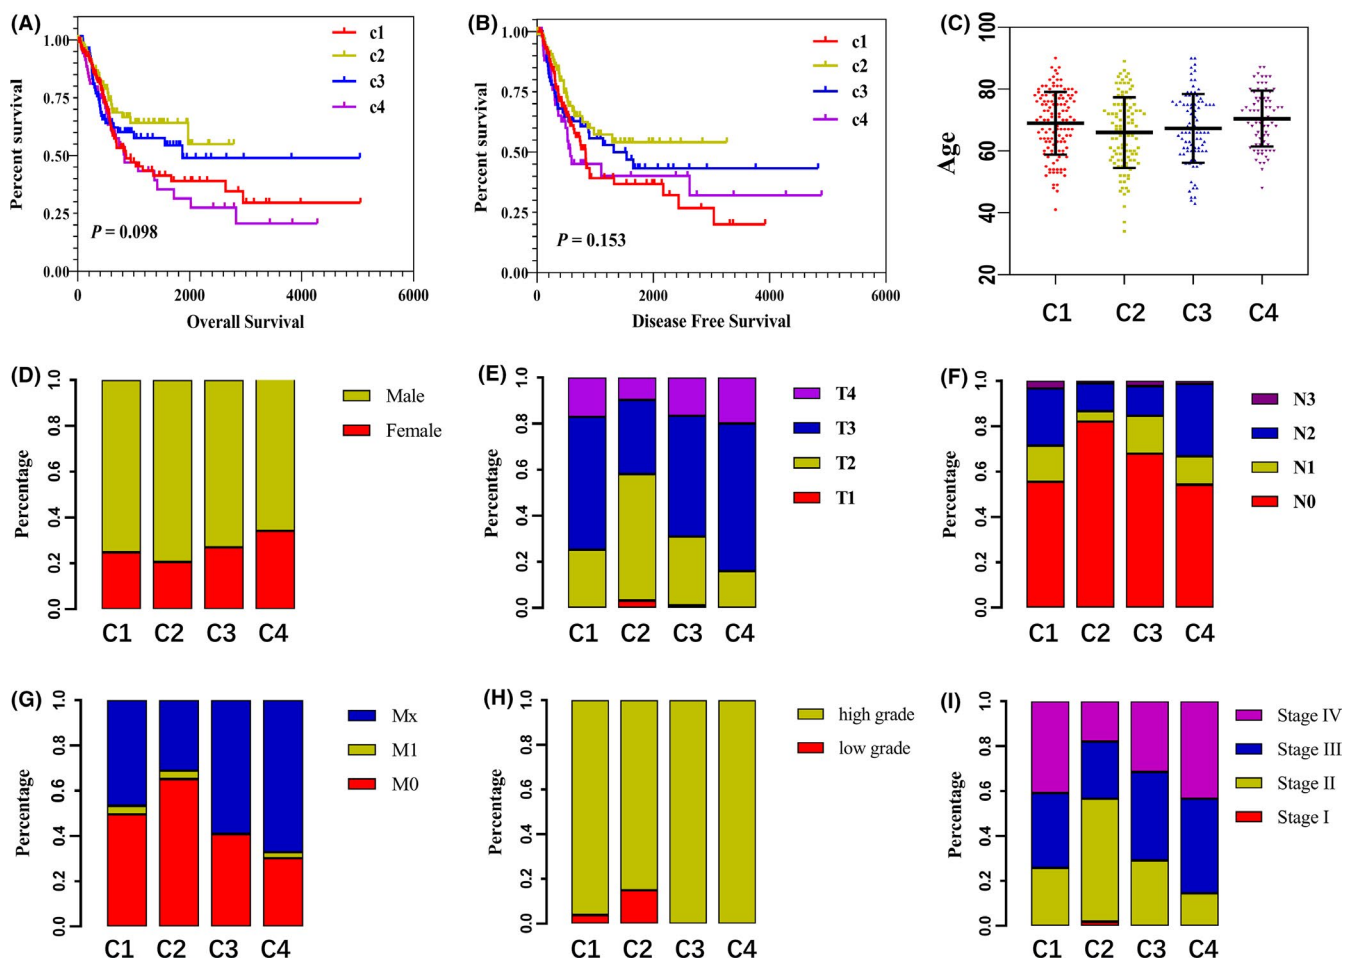 (A)
Percent survival
1.00
0.75
0.50
0.25
0.00
c1
c2
c3
c4
P = 0.098
0 2000 4000 6000
Overall Survival
(B)
Percent survival
1.00
0.75
0.50
0.25
0.00
c1
c2
c3
c4
P = 0.153
0 2000 4000 6000
Disease Free Survival
(C)
Age
100
80
60
40
20
C1 C2 C3 C4
(D)
Percentage
1.0
0.8
0.6
0.4
0.2
0.0
Male
Female
C1 C2 C3 C4
(E)
Percentage
1.0
0.8
0.6
0.4
0.2
0.0
T4
T3
T2
T1
C1 C2 C3 C4
(F)
Percentage
1.0
0.8
0.6
0.4
0.2
0.0
N3
N2
N1
N0
C1 C2 C3 C4
(G)
Percentage
1.0
0.8
0.6
0.4
0.2
0.0
Mx
M1
M0
C1 C2 C3 C4
(H)
Percentage
1.0
0.8
0.6
0.4
0.2
0.0
high grade
low grade
C1 C2 C3 C4
(I)
Percentage
1.0
0.8
0.6
0.4
0.2
0.0
Stage IV
Stage III
Stage II
Stage I
C1 C2 C3 C4